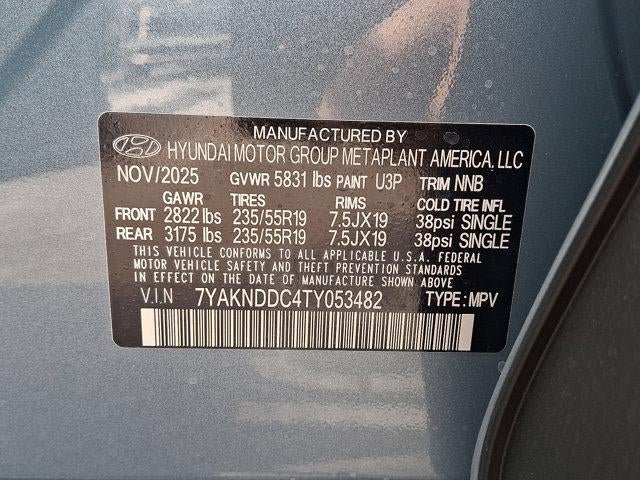 MANUFACTURED BY
HYUNDAI MOTOR GROUP METAPLANT AMERICA, LLC
NOV/2025 GVWR 5831 lbs PAINT U3P TRIM NNB
GAWR TIRES RIMS COLD TIRE INFL
FRONT 2822 lbs 235/55R19 7.5JX19 38psi SINGLE
REAR 3175 lbs 235/55R19 7.5JX19 38psi SINGLE
THIS VEHICLE CONFORMS TO ALL APPLICABLE U.S.A. FEDERAL
MOTOR VEHICLE SAFETY AND THEFT PREVENTION STANDARDS
IN EFFECT ON THE DATE OF MANUFACTURE SHOWN ABOVE
V.I.N 7YAKNDDC4TY053482 TYPE: MPV